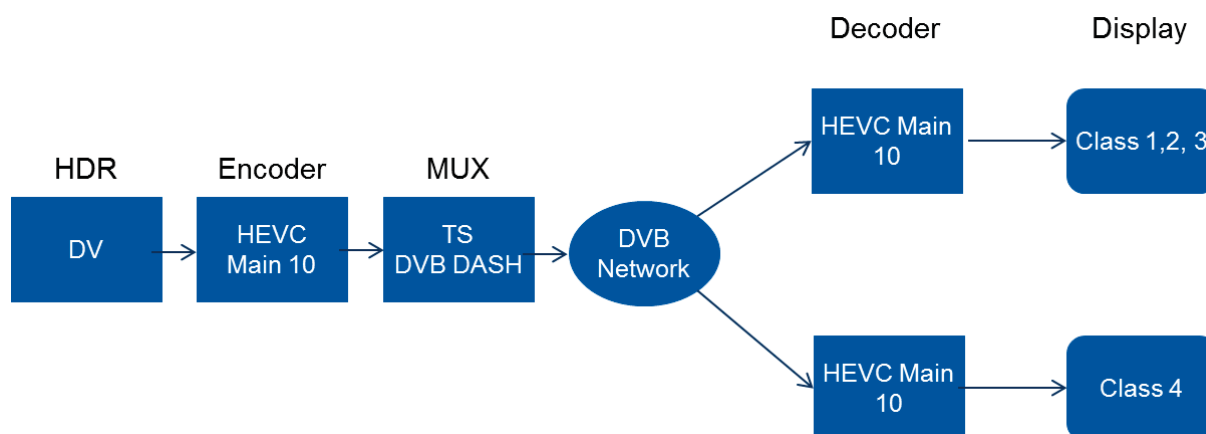 Decoder
Display
HEVC Main
10
Class 1,2, 3
HDR
Encoder
MUX
DV
HEVC
Main 10
TS
DVB DASH
DVB
Network
HEVC Main
10
Class 4